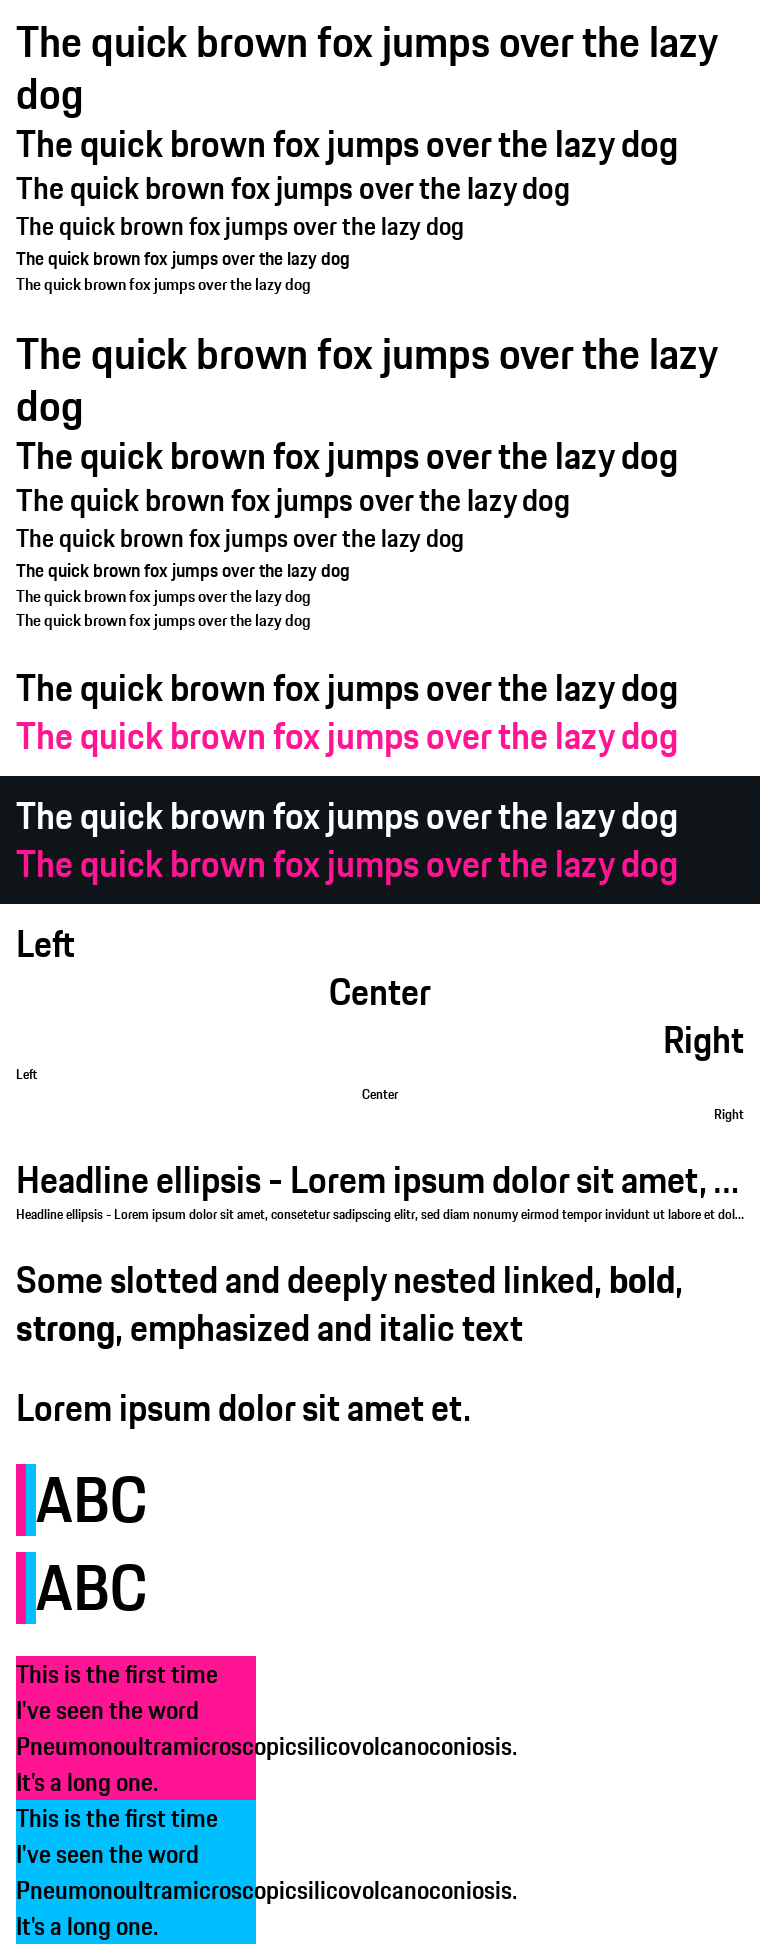 The quick brown fox jumps over the lazy
dog
The quick brown fox jumps over the lazy dog
The quick brown fox jumps over the lazy dog
The quick brown fox jumps over the lazy dog
The quick brown fox jumps over the lazy dog
The quick brown fox jumps over the lazy dog
The quick brown fox jumps over the lazy
dog
The quick brown fox jumps over the lazy dog
The quick brown fox jumps over the lazy dog
The quick brown fox jumps over the lazy dog
The quick brown fox jumps over the lazy dog
The quick brown fox jumps over the lazy dog
The quick brown fox jumps over the lazy dog
The quick brown fox jumps over the lazy dog
The quick brown fox jumps over the lazy dog
The quick brown fox jumps over the lazy dog
The quick brown fox jumps over the lazy dog
Left
Center
Right
Left
Center
Right
Headline ellipsis - Lorem ipsum dolor sit amet, ...
Headline ellipsis - Lorem ipsum dolor sit amet, consetetur sadipscing elitr, sed diam nonumy eirmod tempor invidunt ut labore et dol...
Some slotted and deeply nested linked, bold,
strong, emphasized and italic text
Lorem ipsum dolor sit amet et.
ABC
ABC
This is the first time
I've seen the word
Pneumonoultramicroscopicsilicovolcanoconiosis.
It's a long one.
This is the first time
I've seen the word
Pneumonoultramicroscopicsilicovolcanoconiosis.
It's a long one.